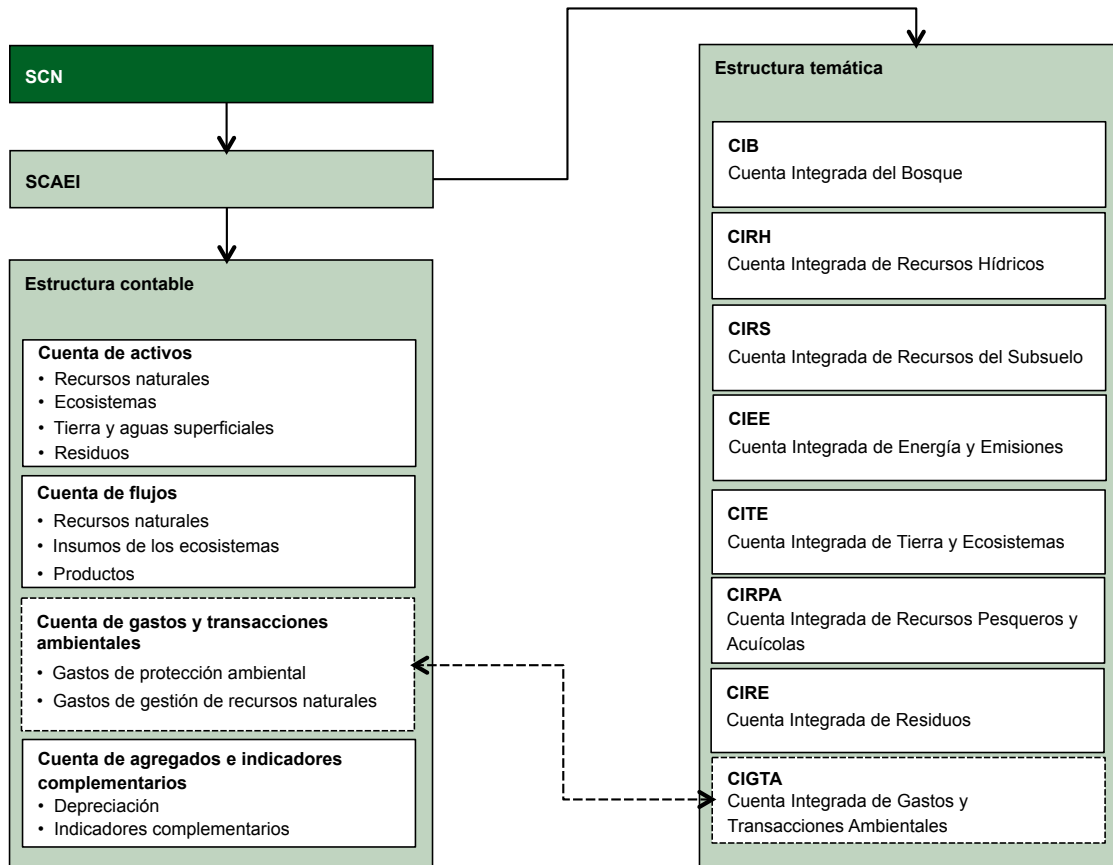 SCN
SCAEI
Estructura contable
Cuenta de activos
• Recursos naturales
• Ecosistemas
• Tierra y aguas superficiales
• Residuos
Cuenta de flujos
• Recursos naturales
• Insumos de los ecosistemas
• Productos
Cuenta de gastos y transacciones
ambientales
• Gastos de protección ambiental
• Gastos de gestión de recursos naturales
Cuenta de agregados e indicadores
complementarios
• Depreciación
• Indicadores complementarios
Estructura temática
CIB
Cuenta Integrada del Bosque
CIRH
Cuenta Integrada de Recursos Hídricos
CIRS
Cuenta Integrada de Recursos del Subsuelo
CIEE
Cuenta Integrada de Energía y Emisiones
CITE
Cuenta Integrada de Tierra y Ecosistemas
CIRPA
Cuenta Integrada de Recursos Pesqueros y
Acuícolas
CIRE
Cuenta Integrada de Residuos
CIGTA
Cuenta Integrada de Gastos y
Transacciones Ambientales